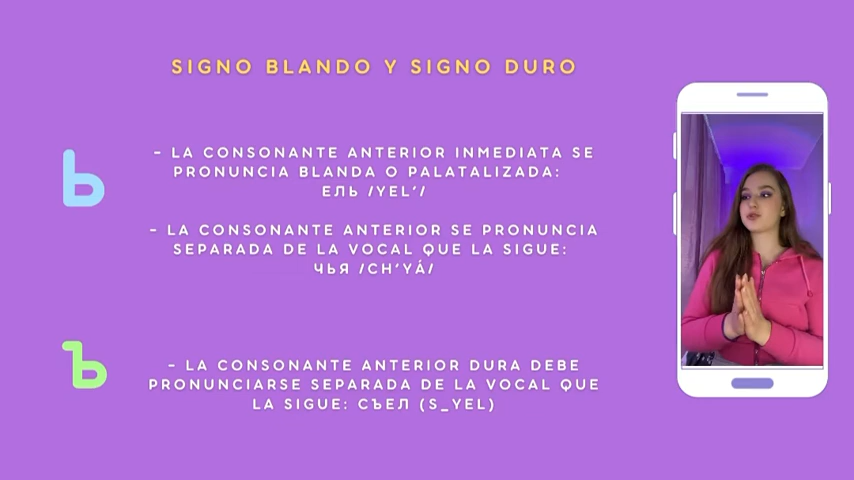 SIGNO BLANDO Y SIGNO DURO
Ь
- LA CONSONANTE ANTERIOR INMEDIATA SE
PRONUNCIA BLANDA O PALATALIZADA:
ЕЛЬ /YEL'/
- LA CONSONANTE ANTERIOR SE PRONUNCIA
SEPARADA DE LA VOCAL QUE LA SIGUE:
ЧЬЯ /CH'YÁ/
Ъ
- LA CONSONANTE ANTERIOR DURA DEBE
PRONUNCIARSE SEPARADA DE LA VOCAL QUE
LA SIGUE: СЪЕЛ (S_YEL)